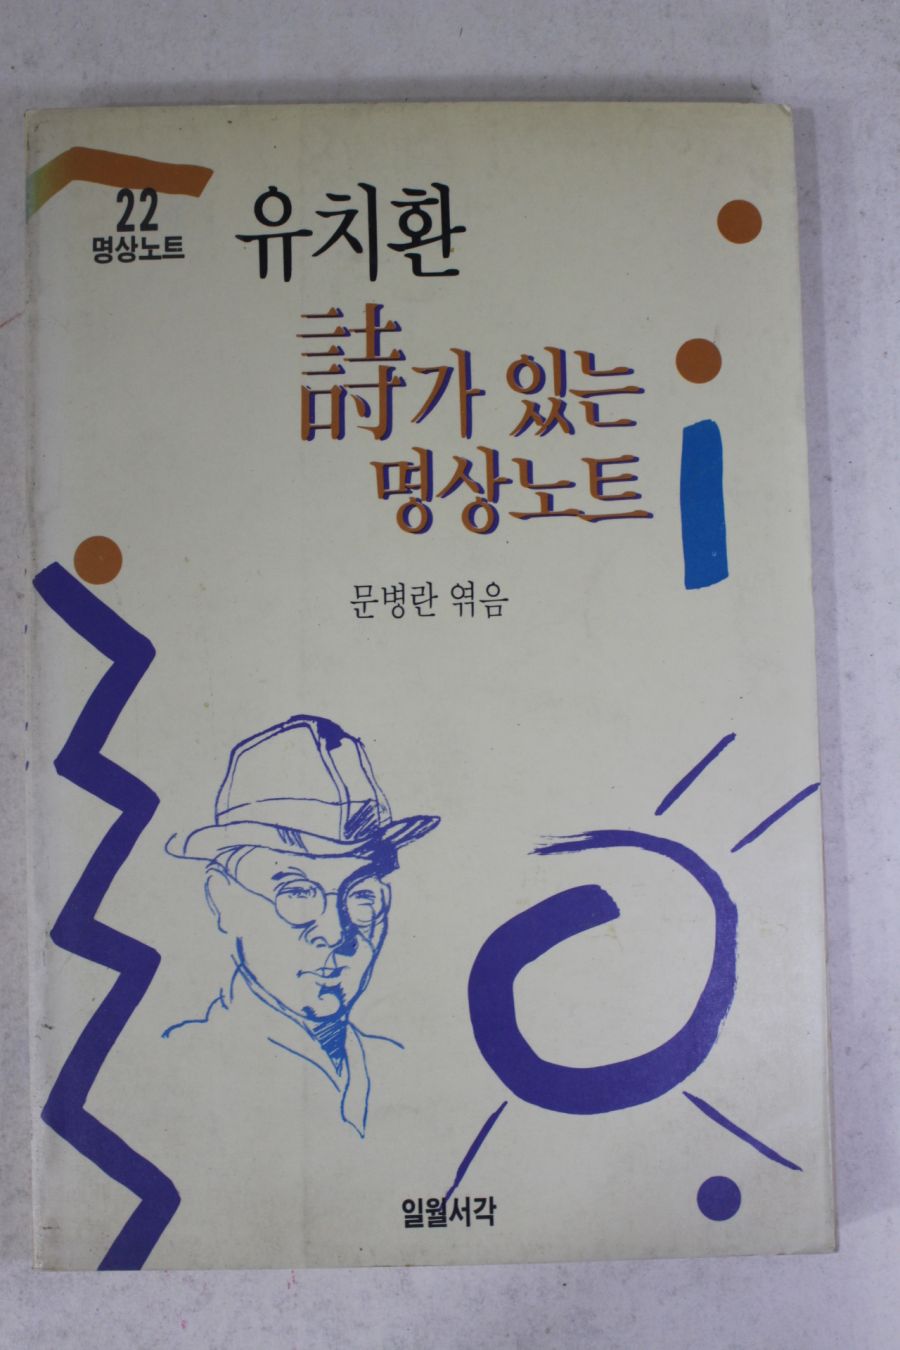 22
명상노트
유치환
詩가 있는
명상노트
문병란 엮음
일월서각